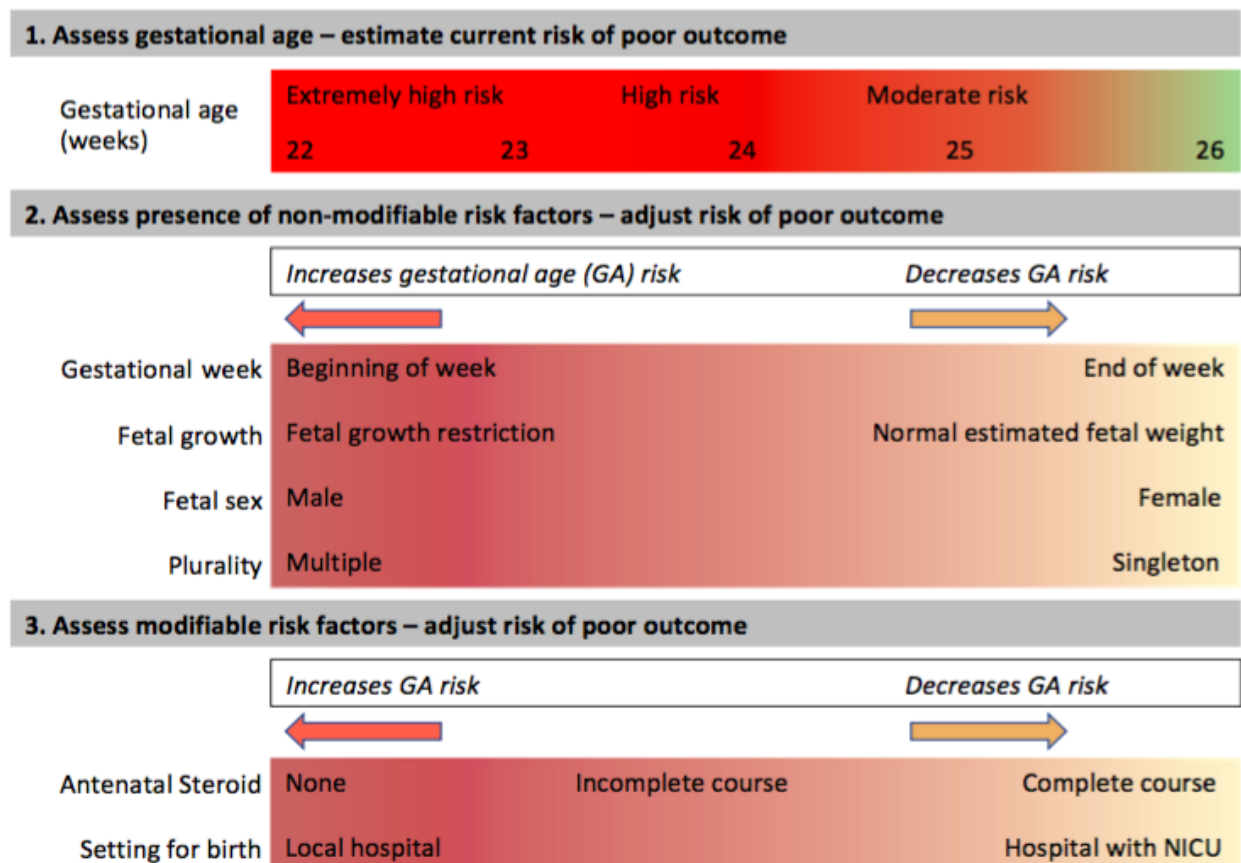 1. Assess gestational age – estimate current risk of poor outcome
Gestational age
(weeks)
Extremely high risk High risk Moderate risk
22 23 24 25 26
2. Assess presence of non-modifiable risk factors – adjust risk of poor outcome
Increases gestational age (GA) risk Decreases GA risk
Gestational week Beginning of week End of week
Fetal growth Fetal growth restriction Normal estimated fetal weight
Fetal sex Male Female
Plurality Multiple Singleton
3. Assess modifiable risk factors – adjust risk of poor outcome
Increases GA risk Decreases GA risk
Antenatal Steroid None Incomplete course Complete course
Setting for birth Local hospital Hospital with NICU